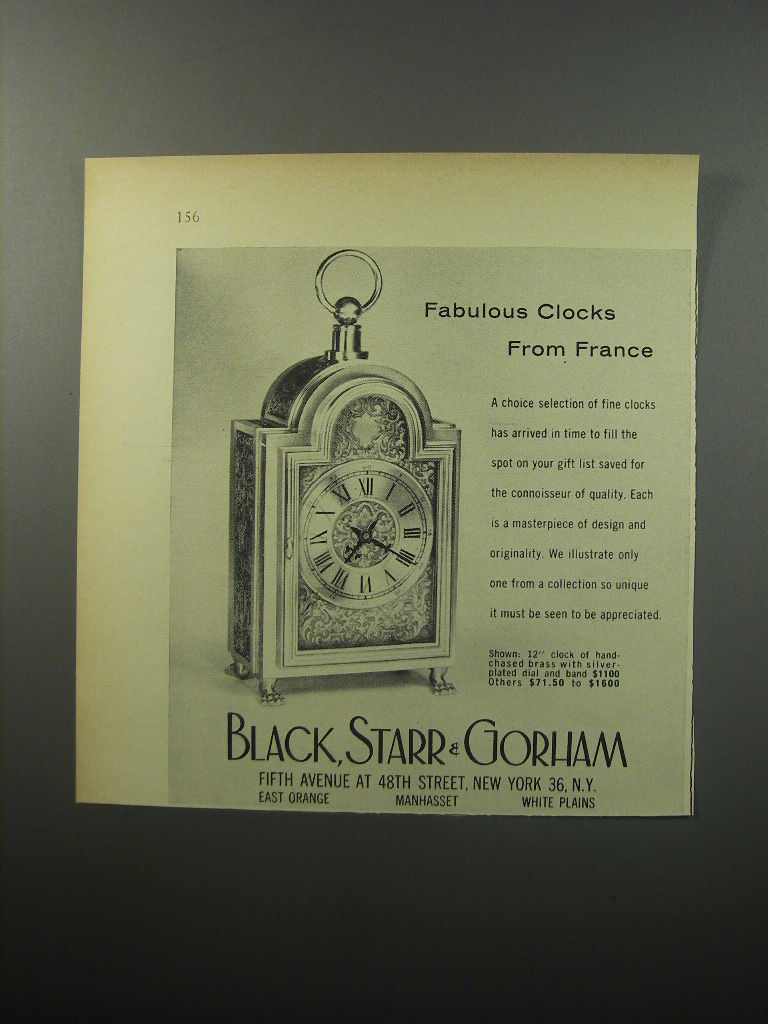 156
Fabulous Clocks
From France
A choice selection of fine clocks
has arrived in time to fill the
spot on your gift list saved for
the connoisseur of quality. Each
is a masterpiece of design and
originality. We illustrate only
one from a collection so unique
it must be seen to be appreciated.
Shown: 12" clock of hand-
chased brass with silver-
plated dial and band $1100
Others $71.50 to $1600
BLACK, STARR & GORHAM
FIFTH AVENUE AT 48TH STREET, NEW YORK 36, N.Y.
EAST ORANGE MANHASSET WHITE PLAINS